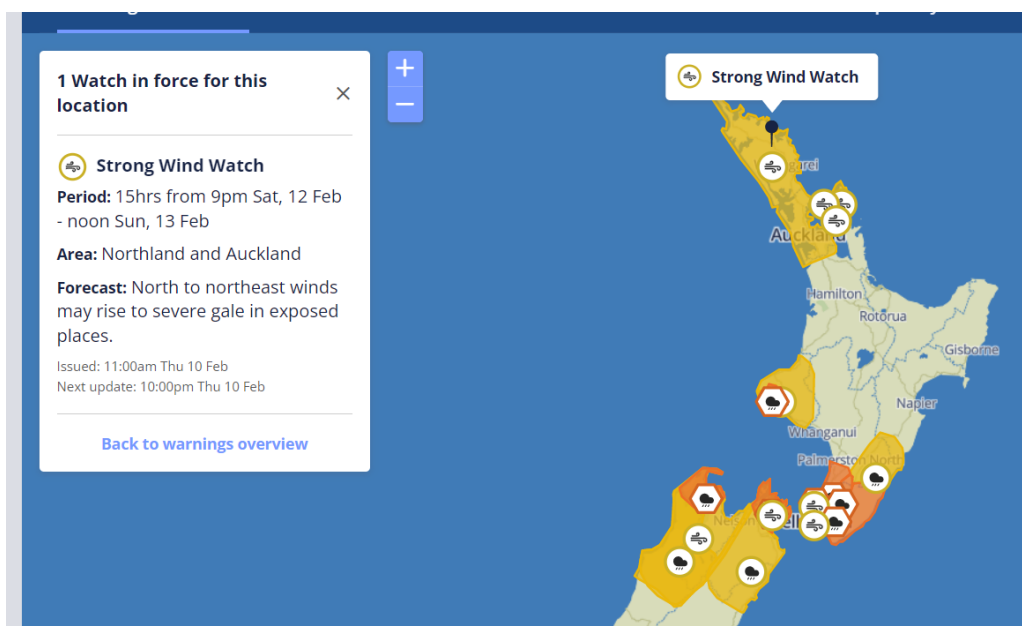 1 Watch in force for this
location
Strong Wind Watch
Period: 15hrs from 9pm Sat, 12 Feb
- noon Sun, 13 Feb
Area: Northland and Auckland
Forecast: North to northeast winds
may rise to severe gale in exposed
places.
Issued: 11:00am Thu 10 Feb
Next update: 10:00pm Thu 10 Feb
Back to warnings overview
+
−
Strong Wind Watch
Auckland
Hamilton
Rotorua
Gisborne
Napier
Whanganui
Palmerston North
Nelson